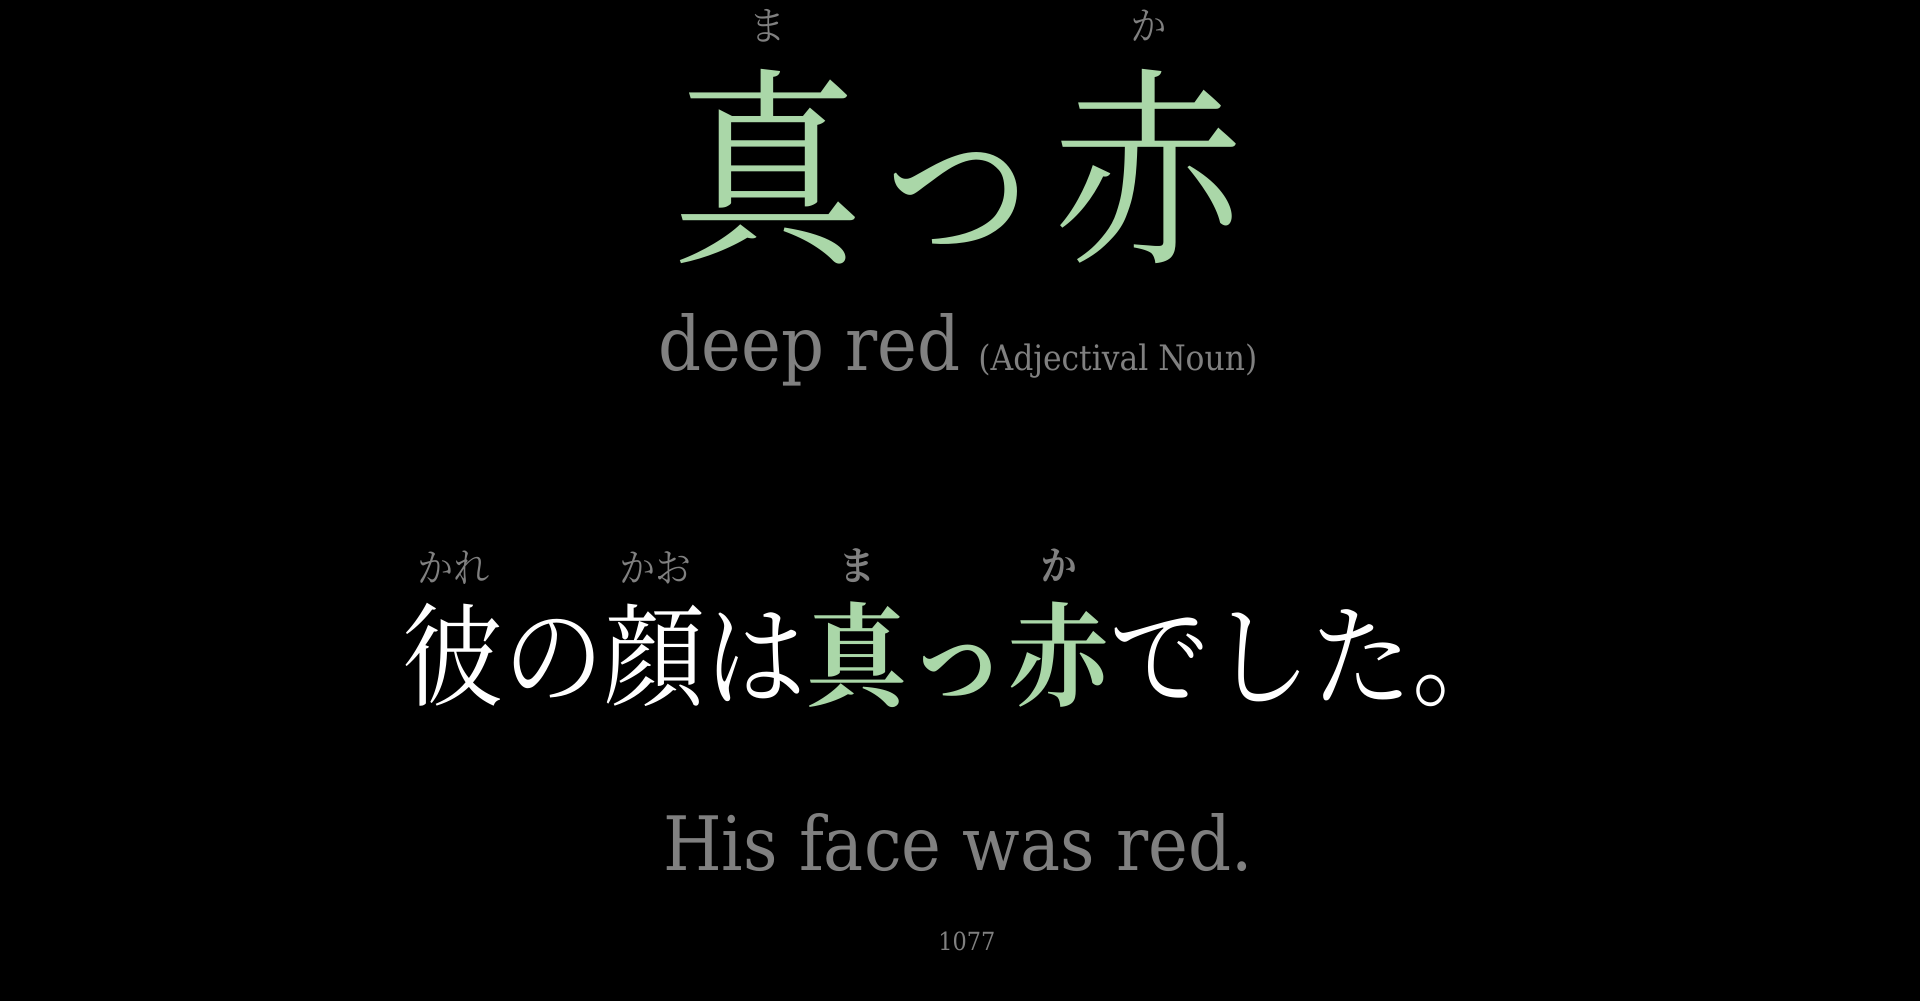 ま か
真っ赤
deep red (Adjectival Noun)
かれ かお ま か
彼の顔は真っ赤でした。
His face was red.
1077